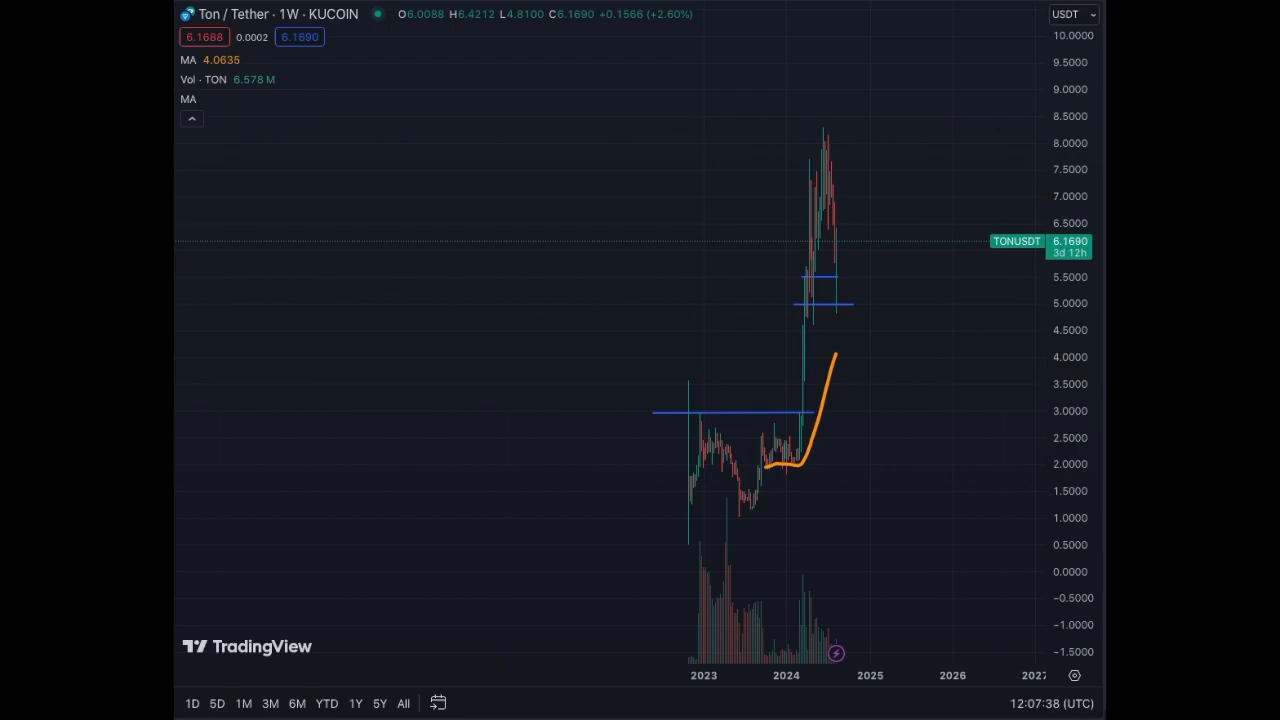 Ton / Tether · 1W · KUCOIN O6.0088 H6.4212 L4.8100 C6.1690 +0.1566 (+2.60%)
USDT
6.1688 0.0002 6.1690
MA 4.0635
Vol · TON 6.578 M
MA
10.0000
9.5000
9.0000
8.5000
8.0000
7.5000
7.0000
6.5000
TONUSDT 6.1690
3d 12h
5.5000
5.0000
4.5000
4.0000
3.5000
3.0000
2.5000
2.0000
1.5000
1.0000
0.5000
0.0000
−0.5000
−1.0000
−1.5000
TradingView
2023 2024 2025 2026 2027
1D 5D 1M 3M 6M YTD 1Y 5Y All 12:07:38 (UTC)